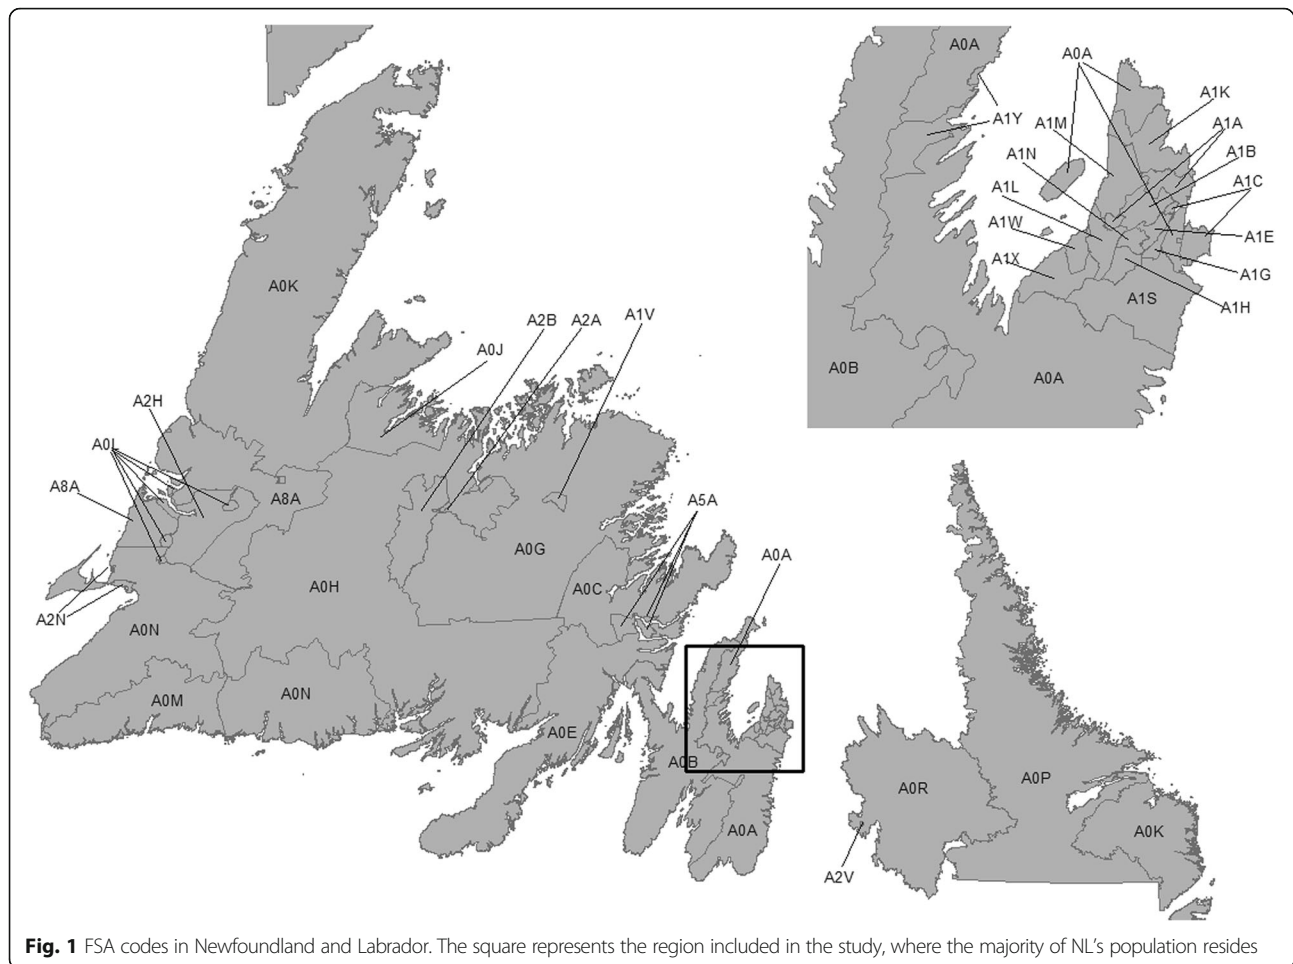 A0A
A0A
A1K
A1Y
A1M
A1A
A1N
A1B
A1L
A1C
A1W
A1E
A1X
A1G
A1S
A1H
A0B
A0A
A0K
A2B
A2A
A1V
A0J
A2H
A0L
A8A
A8A
A5A
A0G
A0A
A0H
A0C
A2N
A0N
A0M
A0N
A0E
A0B
A0A
A0R
A0P
A0K
A2V
Fig. 1 FSA codes in Newfoundland and Labrador. The square represents the region included in the study, where the majority of NL's population resides